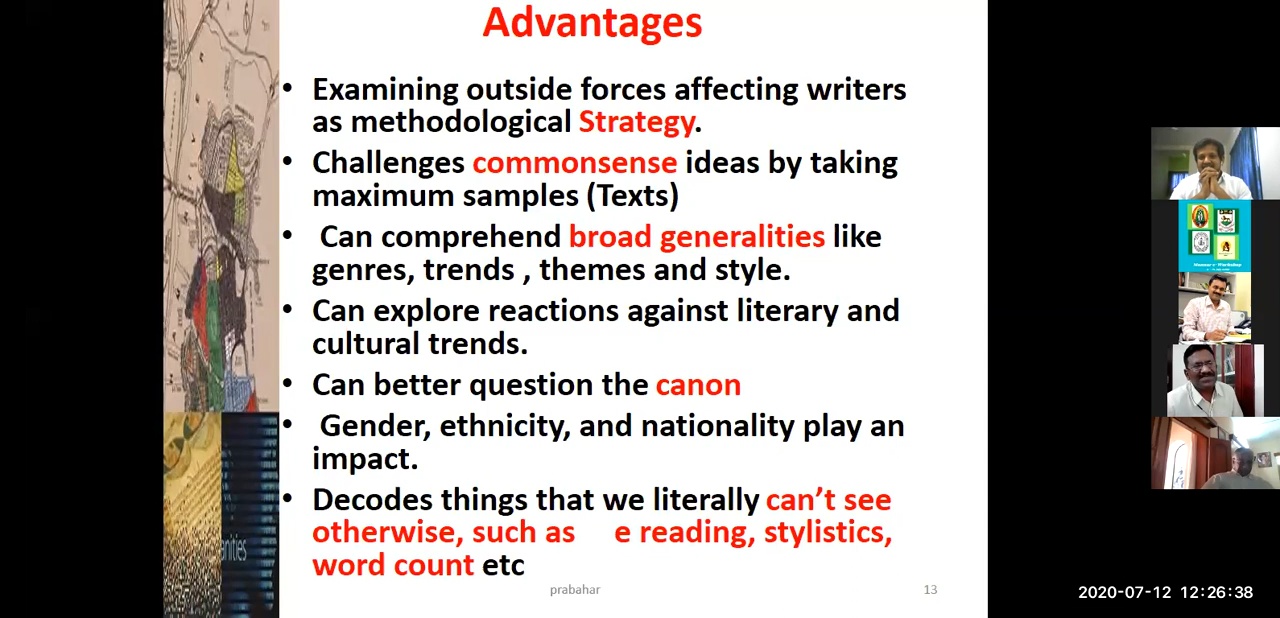 Advantages
• Examining outside forces affecting writers
as methodological Strategy.
• Challenges commonsense ideas by taking
maximum samples (Texts)
• Can comprehend broad generalities like
genres, trends , themes and style.
• Can explore reactions against literary and
cultural trends.
• Can better question the canon
• Gender, ethnicity, and nationality play an
impact.
• Decodes things that we literally can't see
otherwise, such as e reading, stylistics,
word count etc
prabahar
13
anities
2020-07-12 12:26:38